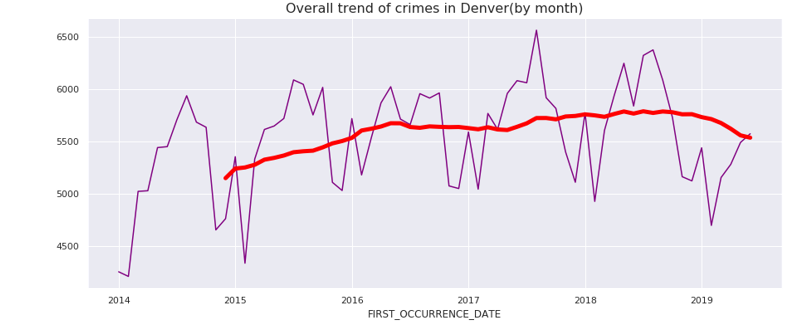 Overall trend of crimes in Denver(by month)
6500
6000
5500
5000
4500
2014 2015 2016 2017 2018 2019
FIRST_OCCURRENCE_DATE